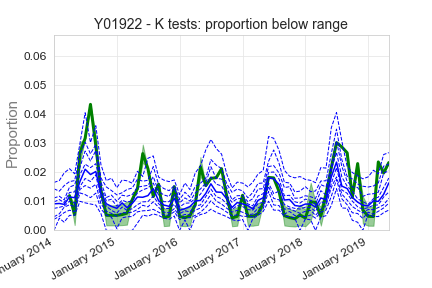 Y01922 - K tests: proportion below range
Proportion
0.06
0.05
0.04
0.03
0.02
0.01
0.00
nuary 2014
January 2015
January 2016
January 2017
January 2018
January 2019